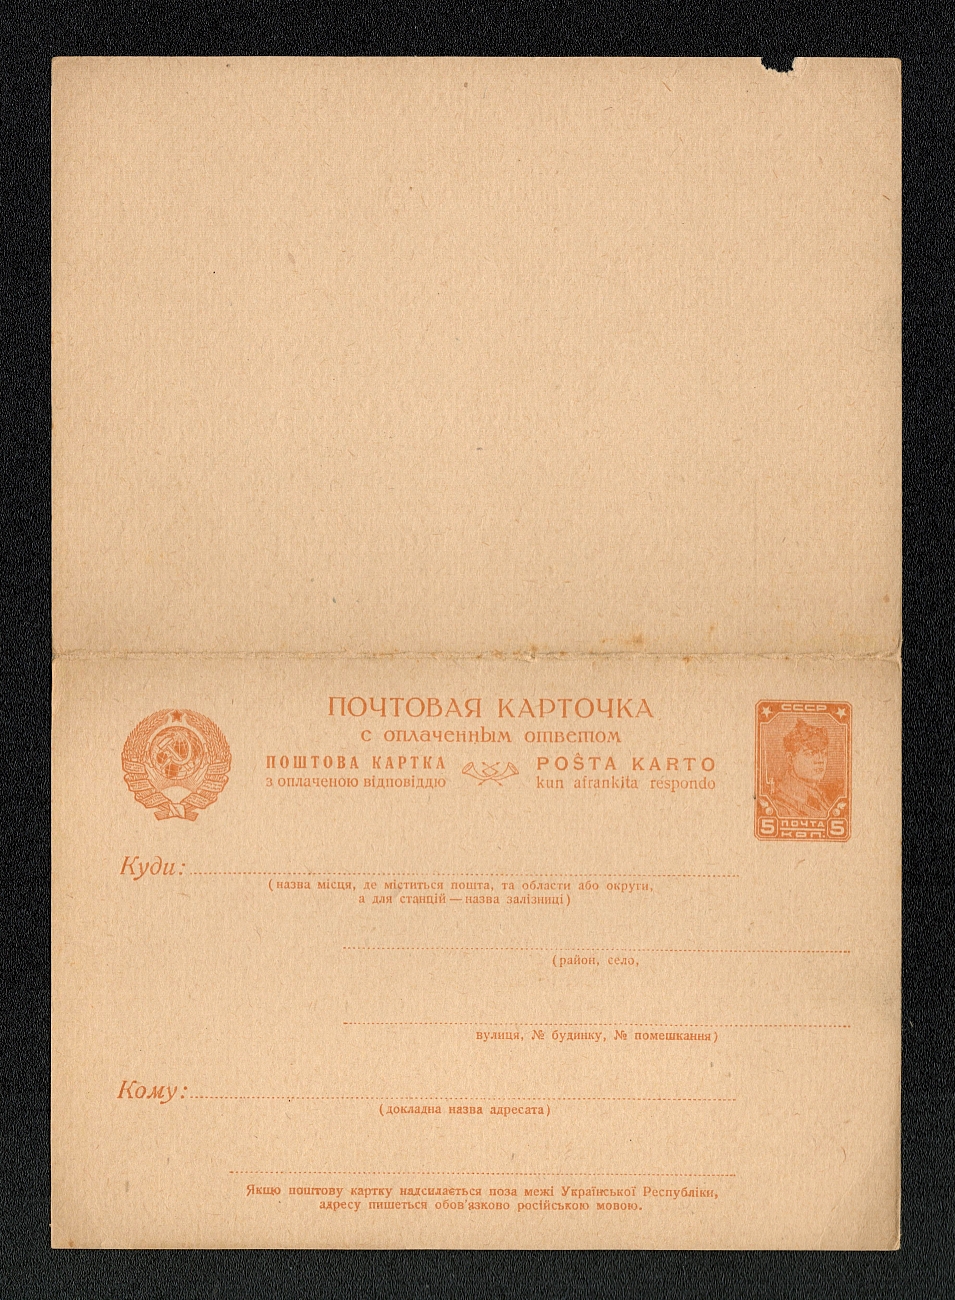 ПОЧТОВАЯ КАРТОЧКА
с оплаченным ответом
ПОШТОВА КАРТКА
з оплаченою відповіддю
POŜTA KARTO
kun afrankita respondo
СССР
5 ПОЧТА КОП. 5
Куди:
(назва місця, де міститься пошта, та области або округи,
а для станцій — назва залізниці)
(район, село,
вулиця, № будинку, № помешкання)
Кому:
(докладна назва адресата)
Якщо поштову картку надсилається поза межі Української Республіки,
адресу пишеться обов'язково російською мовою.